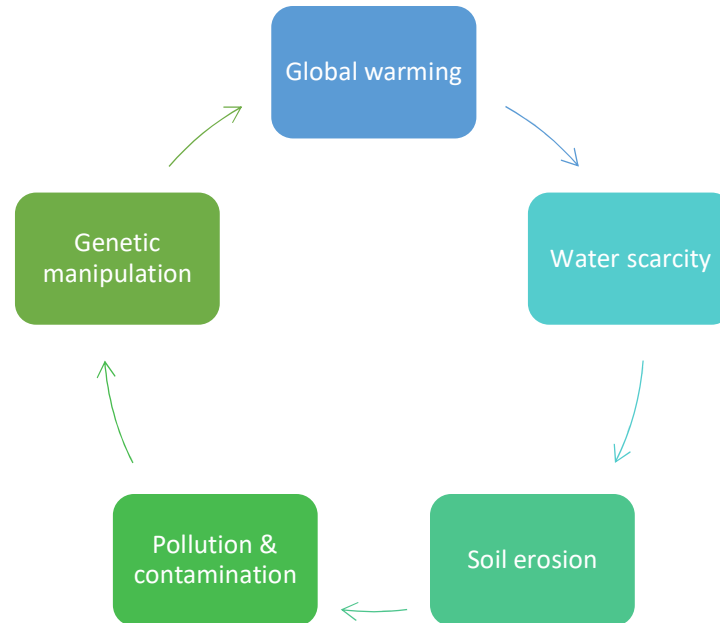 Global warming
Water scarcity
Soil erosion
Pollution &
contamination
Genetic
manipulation